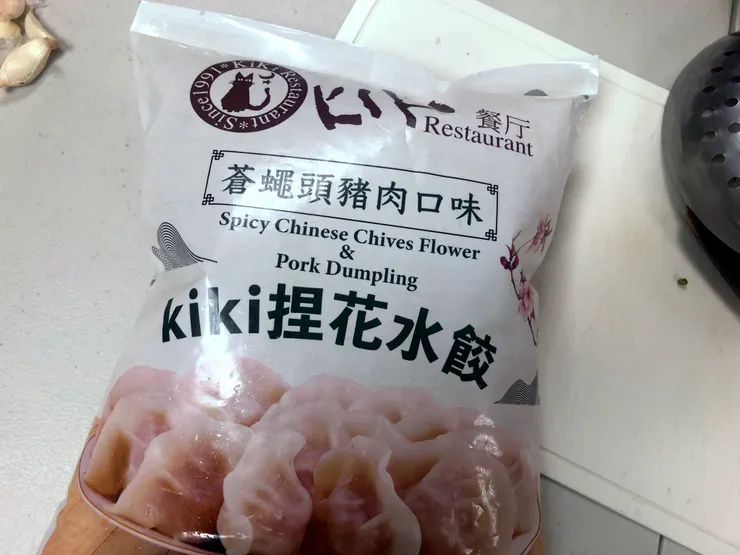 *KiKi Restaurant*
Since1991
KiKi 餐厅
Restaurant
蒼蠅頭豬肉口味
Spicy Chinese Chives Flower
&
Pork Dumpling
kiki捏花水餃